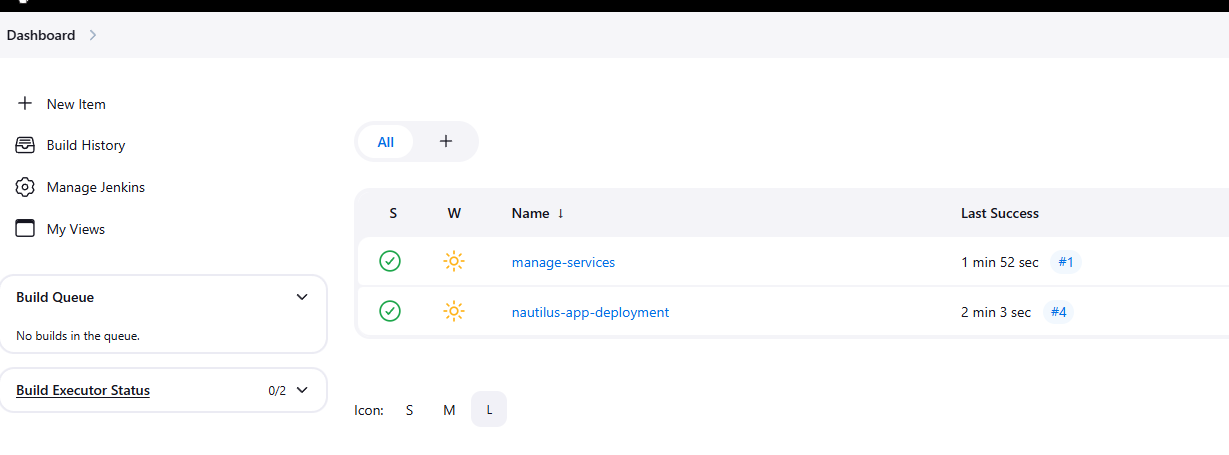 Dashboard
New Item
Build History
Manage Jenkins
My Views
Build Queue
No builds in the queue.
Build Executor Status 0/2
All +
S W Name ↓ Last Success
manage-services 1 min 52 sec #1
nautilus-app-deployment 2 min 3 sec #4
Icon: S M L